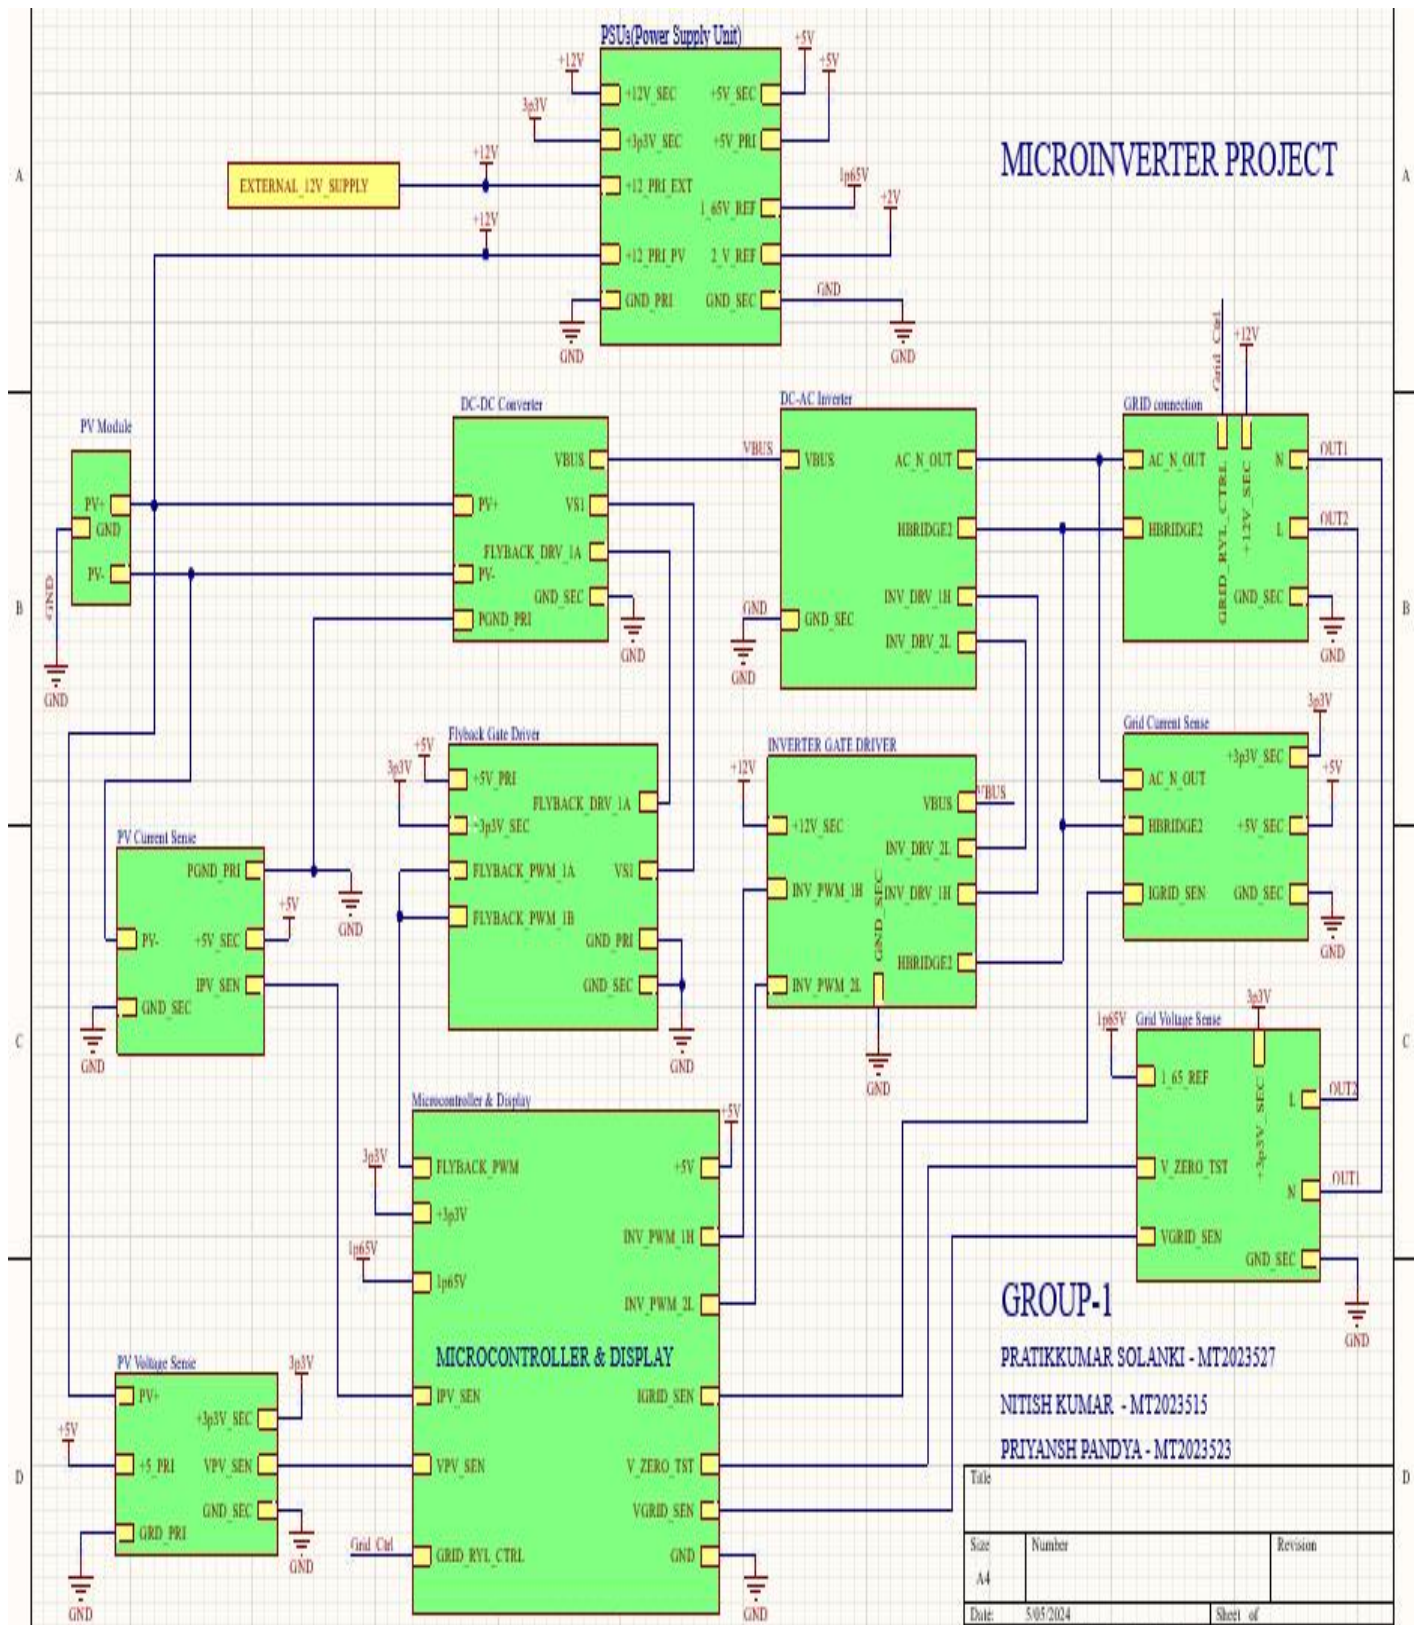 PSUs(Power Supply Unit)
+5V
+5V
+12V
+12V_SEC
+5V_SEC
3p3V
+3p3V_SEC
+5V_PRI
MICROINVERTER PROJECT
A
A
+12V
EXTERNAL_12V_SUPPLY
+12_PRI_EXT
1p65V
1_65V_REF
+2V
+12V
+12_PRI_PV
2_V_REF
GND_PRI
GND_SEC
GND
GND
GND
Grid_Ctrl
+12V
PV Module
PV+
GND
PV-
GND
GND
DC-DC Converter
VBUS
PV+
VS1
FLYBACK_DRV_1A
PV-
GND_SEC
PGND_PRI
GND
VBUS
DC-AC Inverter
VBUS
AC_N_OUT
HBRIDGE2
INV_DRV_1H
GND
GND_SEC
INV_DRV_2L
GND
GRID connection
AC_N_OUT
N
OUT1
HBRIDGE2
L
OUT2
GRID_RYL_CTRL
+12V_SEC
GND_SEC
GND
B
B
Flyback Gate Driver
+5V
+5V_PRI
3p3V
FLYBACK_DRV_1A
+3p3V_SEC
FLYBACK_PWM_1A
VS1
FLYBACK_PWM_1B
GND_PRI
GND_SEC
GND
INVERTER GATE DRIVER
+12V
VBUS
VBUS
+12V_SEC
INV_DRV_2L
INV_PWM_1H
INV_DRV_1H
GND_SEC
HBRIDGE2
INV_PWM_2L
GND
Grid Current Sense
3p3V
+3p3V_SEC
AC_N_OUT
+5V
HBRIDGE2
+5V_SEC
IGRID_SEN
GND_SEC
GND
PV Current Sense
PGND_PRI
GND
+5V
PV-
+5V_SEC
IPV_SEN
GND_SEC
GND
C
C
Grid Voltage Sense
3p3V
1p65V
1_65_REF
+3p3V_SEC
L
OUT2
V_ZERO_TST
N
OUT1
VGRID_SEN
GND_SEC
GND
Microcontroller & Display
+5V
3p3V
FLYBACK_PWM
+5V
+3p3V
INV_PWM_1H
1p65V
1p65V
INV_PWM_2L
MICROCONTROLLER & DISPLAY
IPV_SEN
IGRID_SEN
VPV_SEN
V_ZERO_TST
VGRID_SEN
Grid_Ctrl
GRID_RYL_CTRL
GND
GND
PV Voltage Sense
3p3V
PV+
+3p3V_SEC
+5V
+5_PRI
VPV_SEN
GND_SEC
GRD_PRI
GND
GND
GROUP-1
PRATIKKUMAR SOLANKI - MT2023527
NITISH KUMAR - MT2023515
PRIYANSH PANDYA - MT2023523
D
D
Title
Size
Number
Revision
A4
Date:
5/05/2024
Sheet of